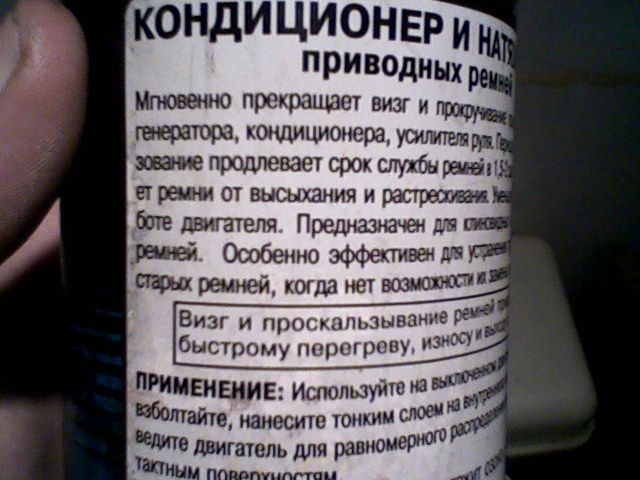 КОНДИЦИОНЕР И НАТЯ
приводных ремней
Мгновенно прекращает визг и прокручивание
генератора, кондиционера, усилителя руля.
зование продлевает срок службы ремней в
ет ремни от высыхания и растрескивания.
боте двигателя. Предназначен для
ремней. Особенно эффективен для устранения
старых ремней, когда нет возможности их
Визг и проскальзывание ремней
быстрому перегреву, износу и
ПРИМЕНЕНИЕ: Используйте на выключенном
взболтайте, нанесите тонким слоем на
ведите двигатель для равномерного
тактным поверхностям.